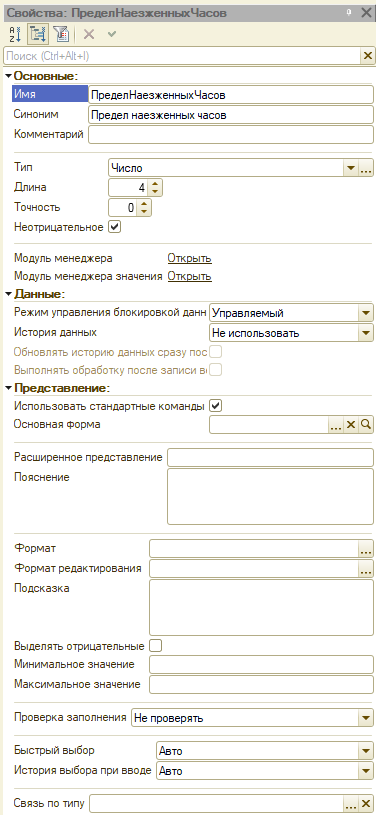 Свойства: ПределНаезженныхЧасов
Поиск (Ctrl+Alt+I)
Основные:
Имя ПределНаезженныхЧасов
Синоним Предел наезженных часов
Комментарий
Тип Число
Длина 4
Точность 0
Неотрицательное
Модуль менеджера Открыть
Модуль менеджера значения Открыть
Данные:
Режим управления блокировкой данн Управляемый
История данных Не использовать
Обновлять историю данных сразу пос
Выполнять обработку после записи ве
Представление:
Использовать стандартные команды
Основная форма
Расширенное представление
Пояснение
Формат
Формат редактирования
Подсказка
Выделять отрицательные
Минимальное значение
Максимальное значение
Проверка заполнения Не проверять
Быстрый выбор Авто
История выбора при вводе Авто
Связь по типу